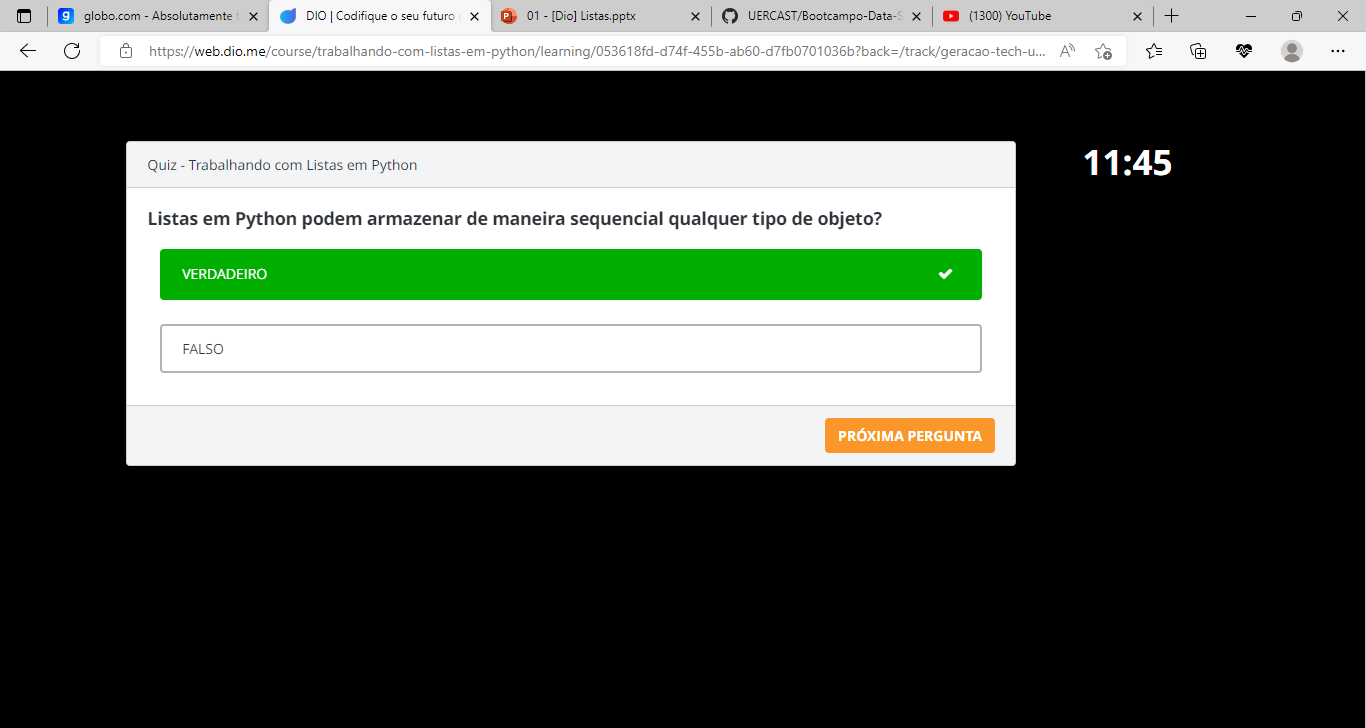 globo.com - Absolutamente t
DIO | Codifique o seu futuro
01 - [Dio] Listas.pptx
UERCAST/Bootcampo-Data-S
(1300) YouTube
https://web.dio.me/course/trabalhando-com-listas-em-python/learning/053618fd-d74f-455b-ab60-d7fb0701036b?back=/track/geracao-tech-u...
Quiz - Trabalhando com Listas em Python
11:45
Listas em Python podem armazenar de maneira sequencial qualquer tipo de objeto?
VERDADEIRO
FALSO
PRÓXIMA PERGUNTA